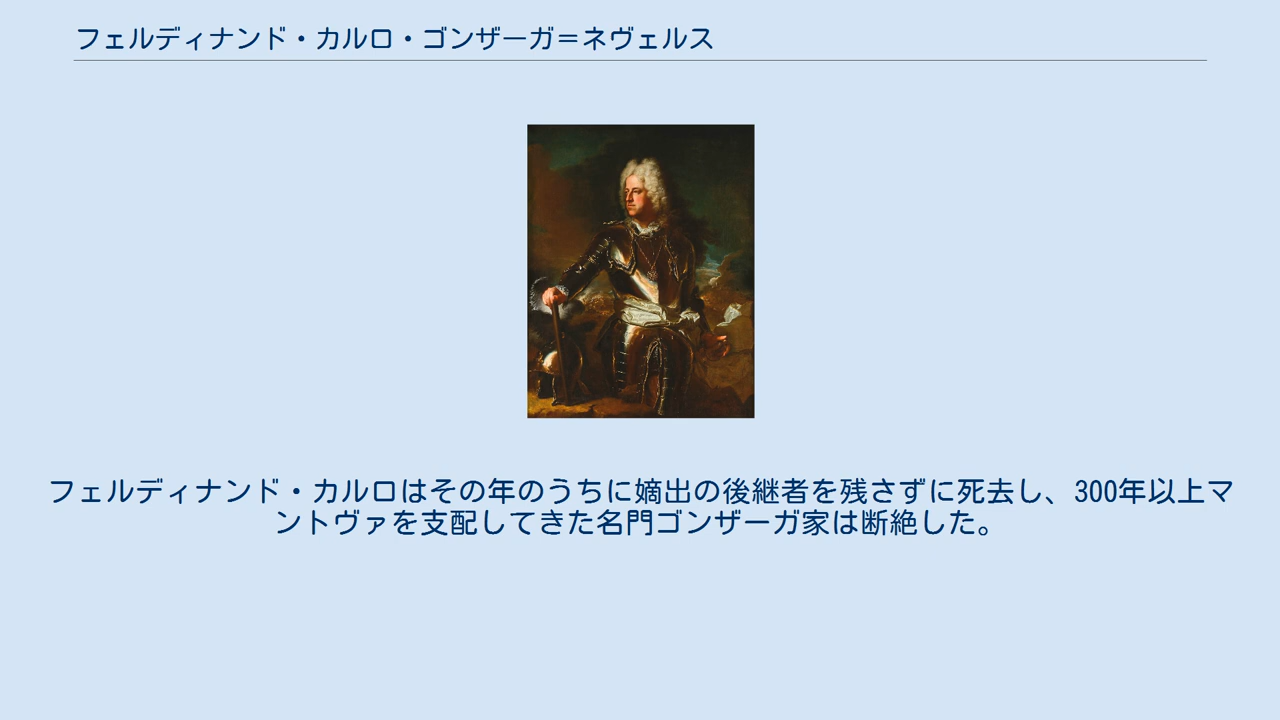 フェルディナンド・カルロ・ゴンザーガ＝ネヴェルス
フェルディナンド・カルロはその年のうちに嫡出の後継者を残さずに死去し、300年以上マ
ントヴァを支配してきた名門ゴンザーガ家は断絶した。